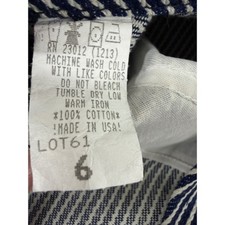 RN 23012 (1213)
MACHINE WASH COLD
WITH LIKE COLORS
DO NOT BLEACH
TUMBLE DRY LOW
WARM IRON
*100% COTTON*
!MADE IN USA!
LOT61
6